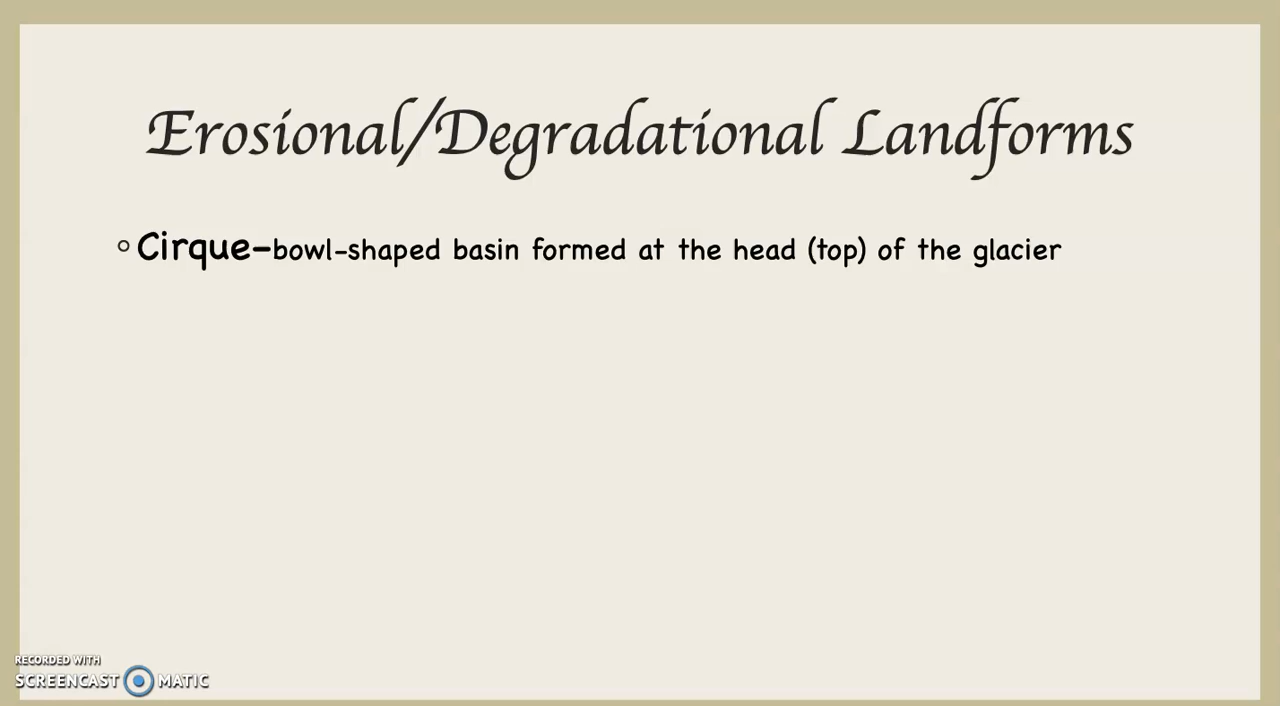 Erosional/Degradational Landforms
Cirque-bowl-shaped basin formed at the head (top) of the glacier
RECORDED WITH
SCREENCAST MATIC